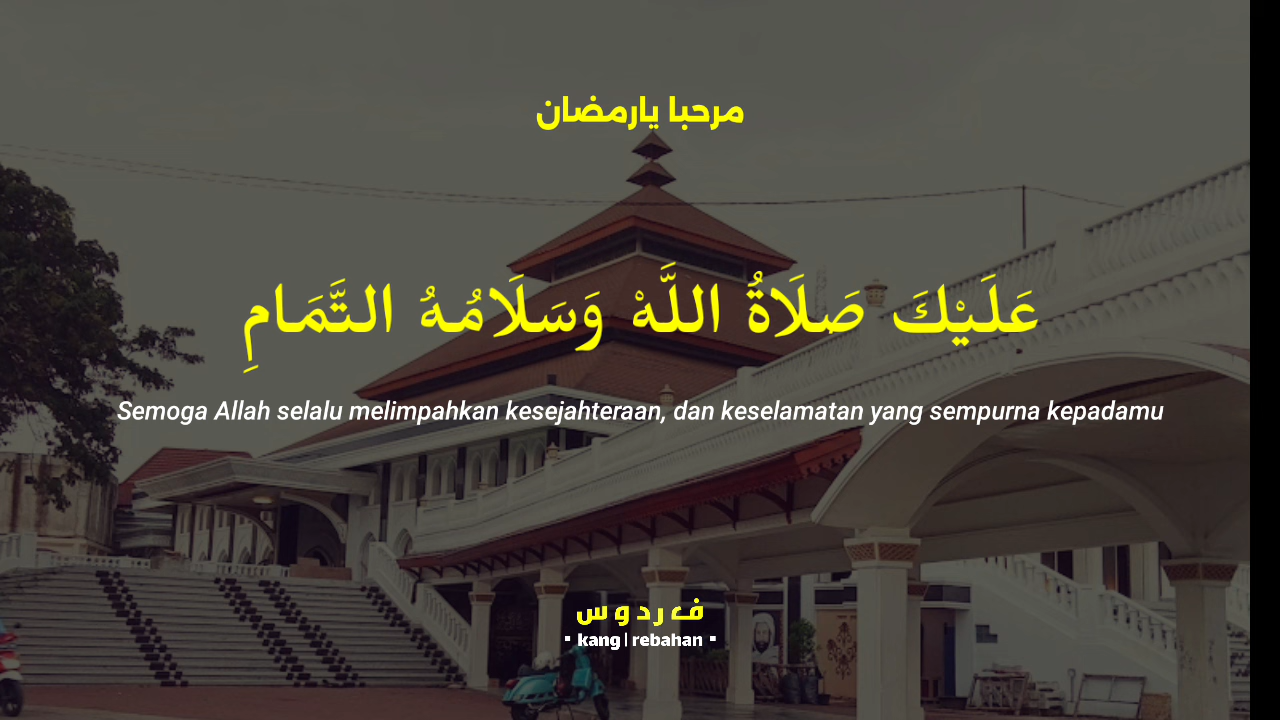 مرحبا يارمضان
عَلَيْكَ صَلَاةُ اللَّهْ وَسَلَامُهُ التَّمَامِ
Semoga Allah selalu melimpahkan kesejahteraan, dan keselamatan yang sempurna kepadamu
ف ر د و س
▪ kang | rebahan ▪